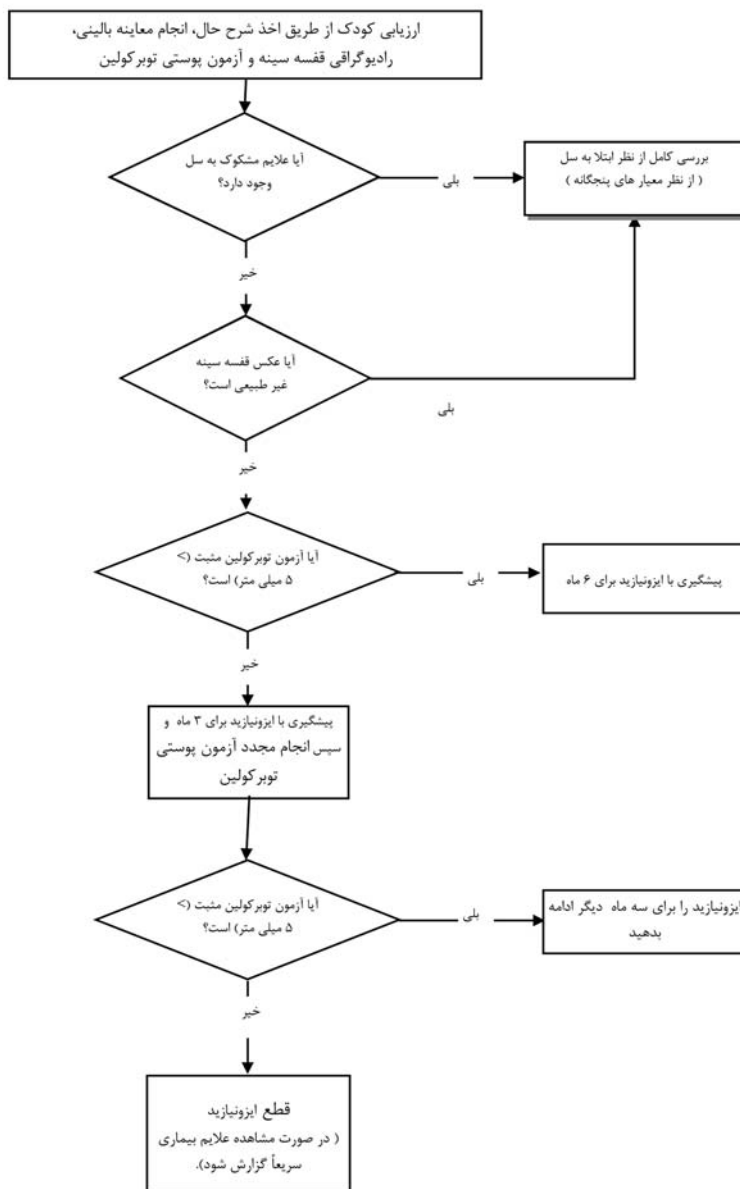 ارزیابی کودک از طریق اخذ شرح حال، انجام معاینه بالینی،
رادیوگراقی قفسه سینه و آزمون پوستی توبرکولین
آیا علایم مشکوک به سل
وجود دارد؟
بلی
بررسی کامل از نظر ابتلا به سل
( از نظر معیار های پنجگانه )
خیر
آیا عکس قفسه سینه
غیر طبیعی است؟
بلی
خیر
آیا آزمون توبرکولین مثبت (>
۵ میلی متر) است؟
بلی
پیشگیری با ایزونیازید برای ۶ ماه
خیر
پیشگیری با ایزونیازید برای ۳ ماه و
سپس انجام مجدد آزمون پوستی
توبرکولین
آیا آزمون توبرکولین مثبت (>
۵ میلی متر) است؟
بلی
ایزونیازید را برای سه ماه دیگر ادامه
بدهید
خیر
قطع ایزونیازید
( در صورت مشاهده علایم بیماری
سریعاً گزارش شود).